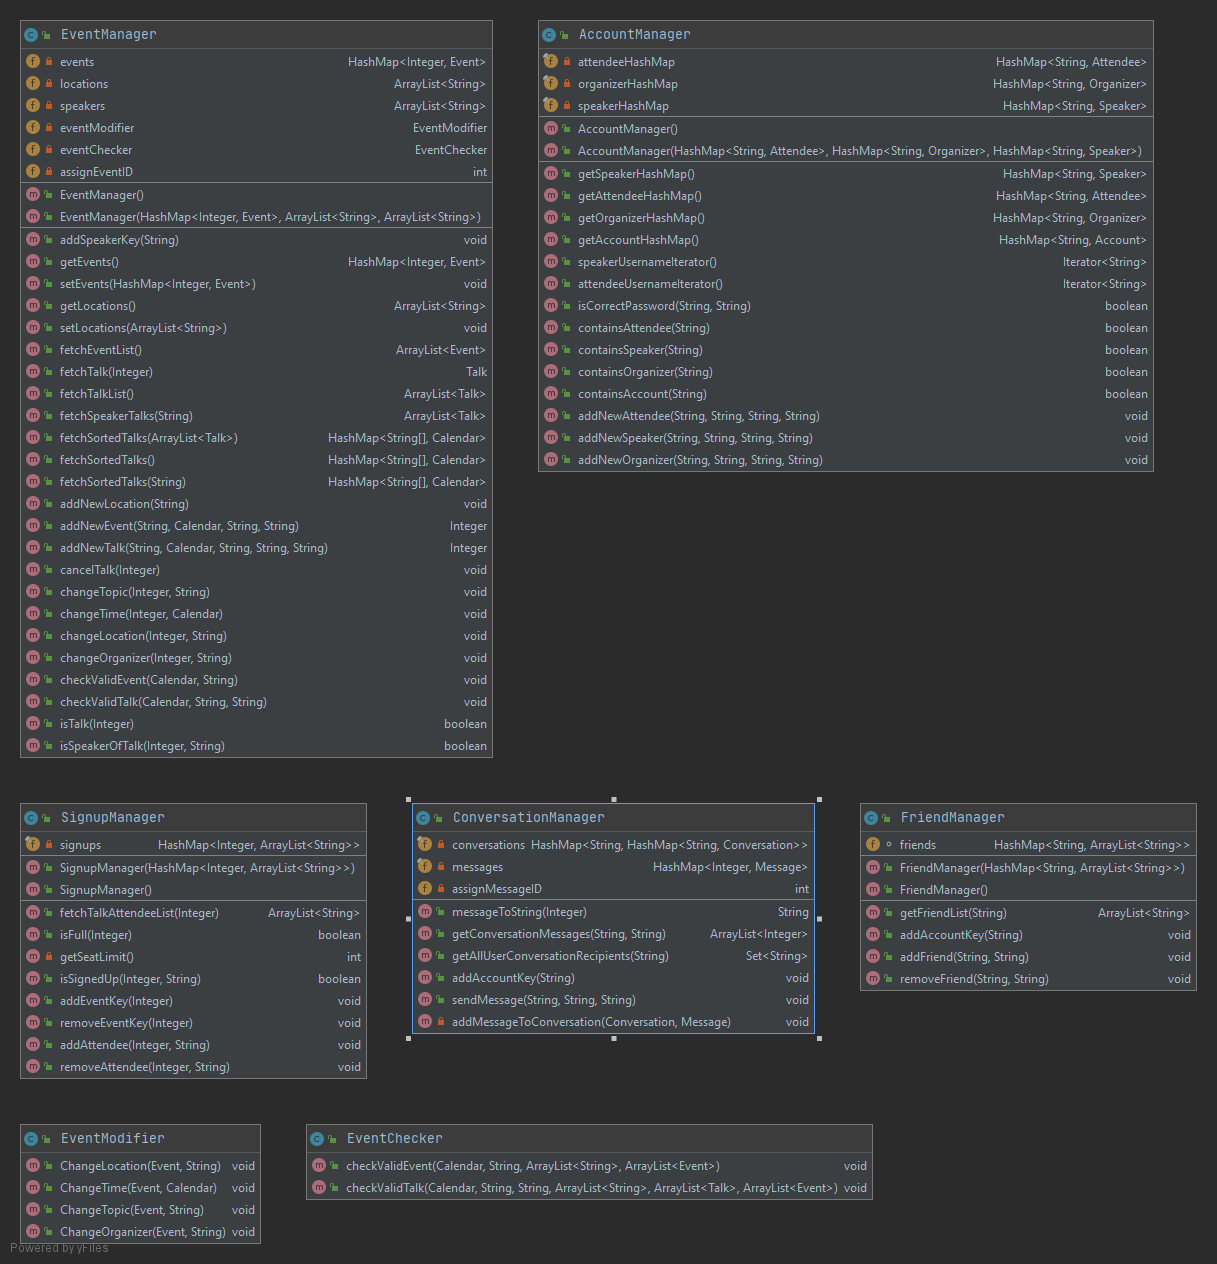 EventManager
events HashMap<Integer, Event>
locations ArrayList<String>
speakers ArrayList<String>
eventModifier EventModifier
eventChecker EventChecker
assignEventID int
EventManager()
EventManager(HashMap<Integer, Event>, ArrayList<String>, ArrayList<String>)
addSpeakerKey(String) void
getEvents() HashMap<Integer, Event>
setEvents(HashMap<Integer, Event>) void
getLocations() ArrayList<String>
setLocations(ArrayList<String>) void
fetchEventList() ArrayList<Event>
fetchTalk(Integer) Talk
fetchTalkList() ArrayList<Talk>
fetchSpeakerTalks(String) ArrayList<Talk>
fetchSortedTalks(ArrayList<Talk>) HashMap<String[], Calendar>
fetchSortedTalks() HashMap<String[], Calendar>
fetchSortedTalks(String) HashMap<String[], Calendar>
addNewLocation(String) void
addNewEvent(String, Calendar, String, String) Integer
addNewTalk(String, Calendar, String, String, String) Integer
cancelTalk(Integer) void
changeTopic(Integer, String) void
changeTime(Integer, Calendar) void
changeLocation(Integer, String) void
changeOrganizer(Integer, String) void
checkValidEvent(Calendar, String) void
checkValidTalk(Calendar, String, String) void
isTalk(Integer) boolean
isSpeakerOfTalk(Integer, String) boolean
AccountManager
attendeeHashMap HashMap<String, Attendee>
organizerHashMap HashMap<String, Organizer>
speakerHashMap HashMap<String, Speaker>
AccountManager()
AccountManager(HashMap<String, Attendee>, HashMap<String, Organizer>, HashMap<String, Speaker>)
getSpeakerHashMap() HashMap<String, Speaker>
getAttendeeHashMap() HashMap<String, Attendee>
getOrganizerHashMap() HashMap<String, Organizer>
getAccountHashMap() HashMap<String, Account>
speakerUsernameIterator() Iterator<String>
attendeeUsernameIterator() Iterator<String>
isCorrectPassword(String, String) boolean
containsAttendee(String) boolean
containsSpeaker(String) boolean
containsOrganizer(String) boolean
containsAccount(String) boolean
addNewAttendee(String, String, String, String) void
addNewSpeaker(String, String, String, String) void
addNewOrganizer(String, String, String, String) void
SignupManager
signups HashMap<Integer, ArrayList<String>>
SignupManager(HashMap<Integer, ArrayList<String>>)
SignupManager()
fetchTalkAttendeeList(Integer) ArrayList<String>
isFull(Integer) boolean
getSeatLimit() int
isSignedUp(Integer, String) boolean
addEventKey(Integer) void
removeEventKey(Integer) void
addAttendee(Integer, String) void
removeAttendee(Integer, String) void
ConversationManager
conversations HashMap<String, HashMap<String, Conversation>>
messages HashMap<Integer, Message>
assignMessageID int
messageToString(Integer) String
getConversationMessages(String, String) ArrayList<Integer>
getAllUserConversationRecipients(String) Set<String>
addAccountKey(String) void
sendMessage(String, String, String) void
addMessageToConversation(Conversation, Message) void
FriendManager
friends HashMap<String, ArrayList<String>>
FriendManager(HashMap<String, ArrayList<String>>)
FriendManager()
getFriendList(String) ArrayList<String>
addAccountKey(String) void
addFriend(String, String) void
removeFriend(String, String) void
EventModifier
ChangeLocation(Event, String) void
ChangeTime(Event, Calendar) void
ChangeTopic(Event, String) void
ChangeOrganizer(Event, String) void
EventChecker
checkValidEvent(Calendar, String, ArrayList<String>, ArrayList<Event>) void
checkValidTalk(Calendar, String, String, ArrayList<String>, ArrayList<Talk>, ArrayList<Event>) void
Powered by yFiles